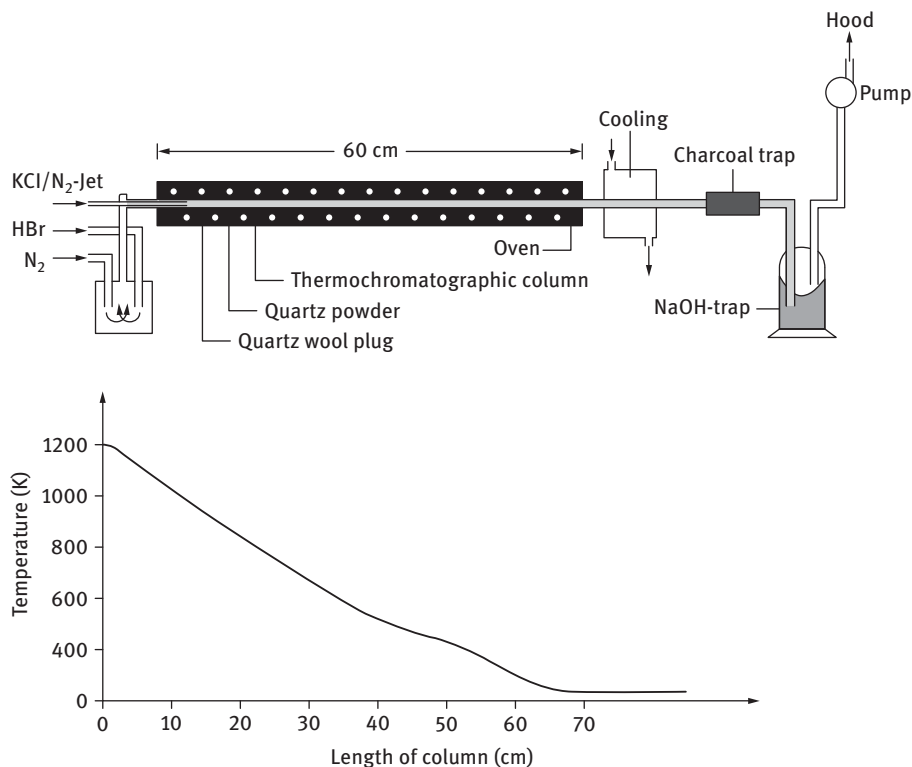 Hood
Pump
Cooling
Charcoal trap
60 cm
KCl/N₂-Jet
HBr
N₂
Oven
Thermochromatographic column
Quartz powder
Quartz wool plug
NaOH-trap
Temperature (K)
1200
1000
800
600
400
0
0 10 20 30 40 50 60 70
Length of column (cm)